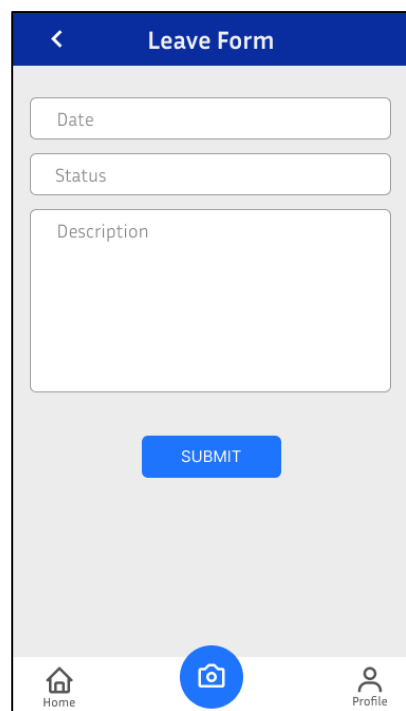 Leave Form
Date
Status
Description
SUBMIT
Home
Profile